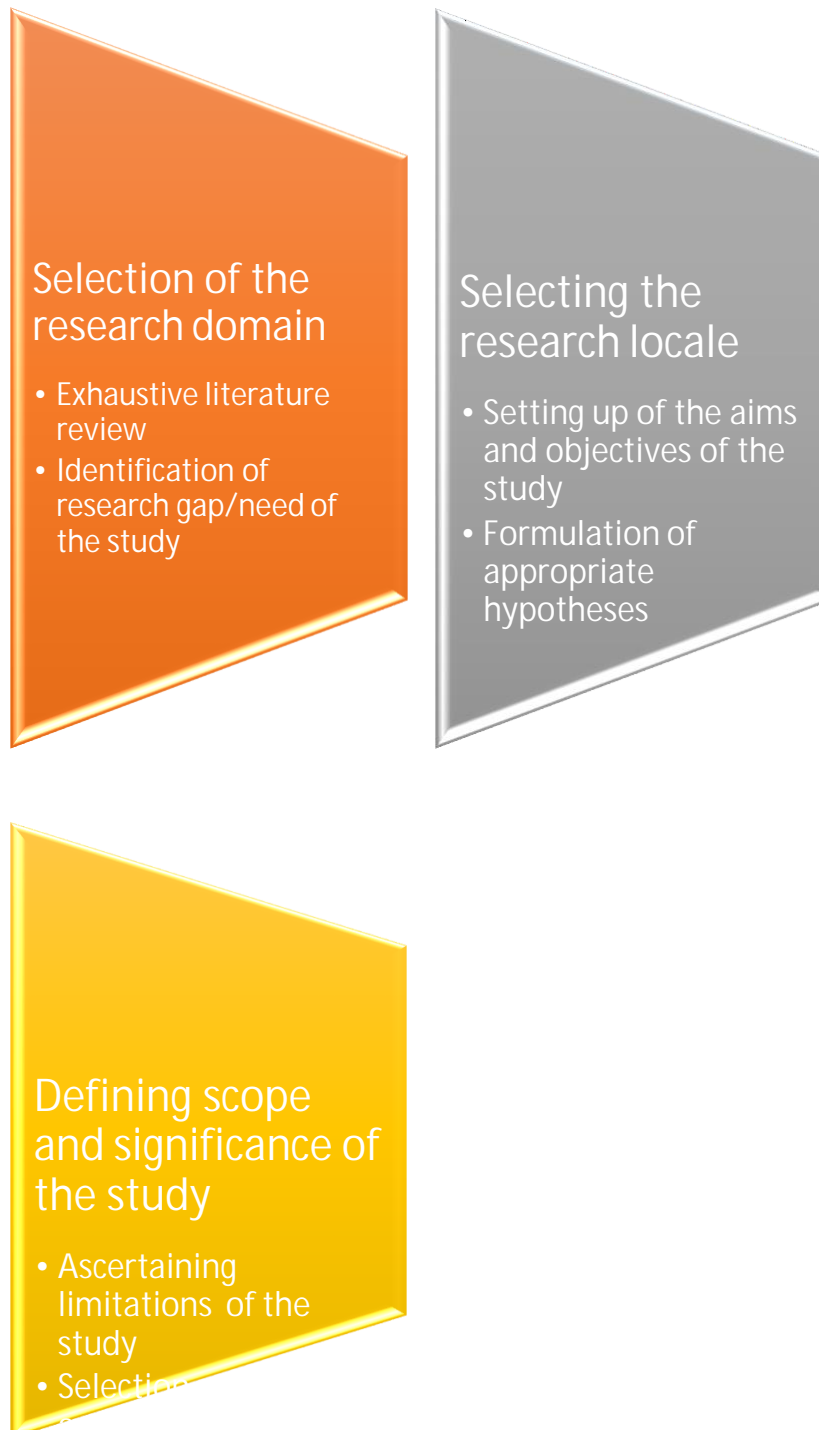 Selection of the
research domain
• Exhaustive literature
review
• Identification of
research gap/need of
the study
Selecting the
research locale
• Setting up of the aims
and objectives of the
study
• Formulation of
appropriate
hypotheses
Defining scope
and significance of
the study
• Ascertaining
limitations of the
study
• Selection